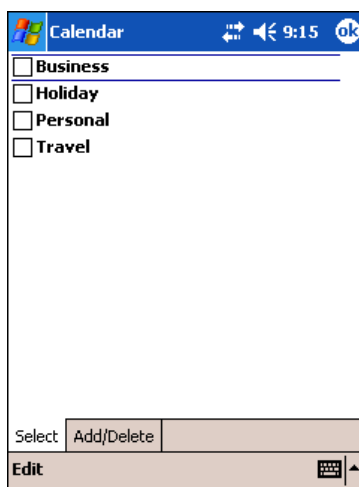 Calendar 9:15 ok
Business
Holiday
Personal
Travel
Select Add/Delete
Edit